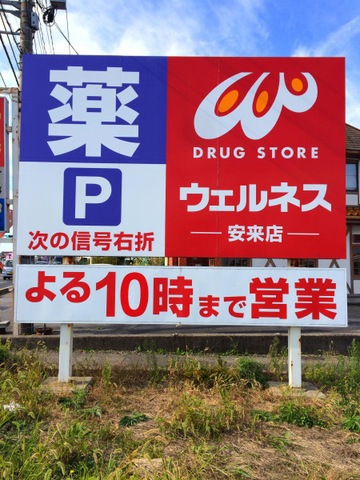 薬
P
次の信号右折
DRUG STORE
ウェルネス
安来店
よる10時まで営業